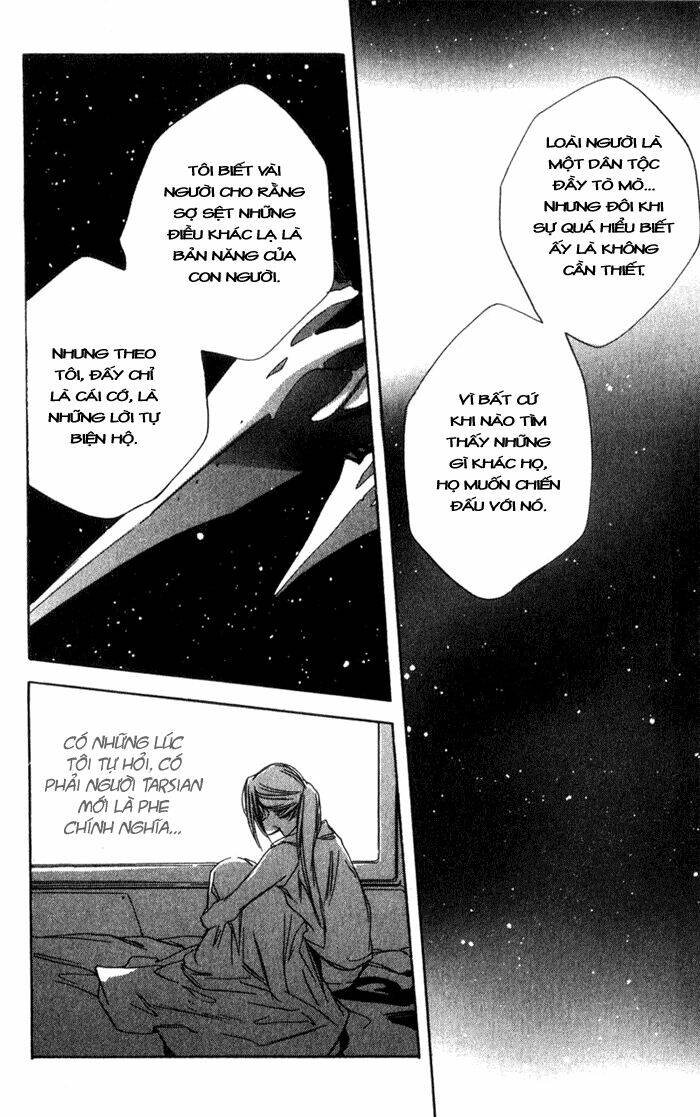 LOÀI NGƯỜI LÀ
MỘT DÂN TỘC
ĐẦY TÒ MÒ...
NHƯNG ĐÔI KHI
SỰ QUÁ HIỂU BIẾT
ẤY LÀ KHÔNG
CẦN THIẾT.
VÌ BẤT CỨ
KHI NÀO TÌM
THẤY NHỮNG
GÌ KHÁC HỌ,
HỌ MUỐN CHIẾN
ĐẤU VỚI NÓ.
TÔI BIẾT VÀI
NGƯỜI CHO RẰNG
SỢ SỆT NHỮNG
ĐIỀU KHÁC LẠ LÀ
BẢN NĂNG CỦA
CON NGƯỜI.
NHƯNG THEO
TÔI, ĐẤY CHỈ
LÀ CÁI CỚ, LÀ
NHỮNG LỜI TỰ
BIỆN HỘ.
CÓ NHỮNG LÚC
TÔI TỰ HỎI, CÓ
PHẢI NGƯỜI TARSIAN
MỚI LÀ PHE
CHÍNH NGHĨA...